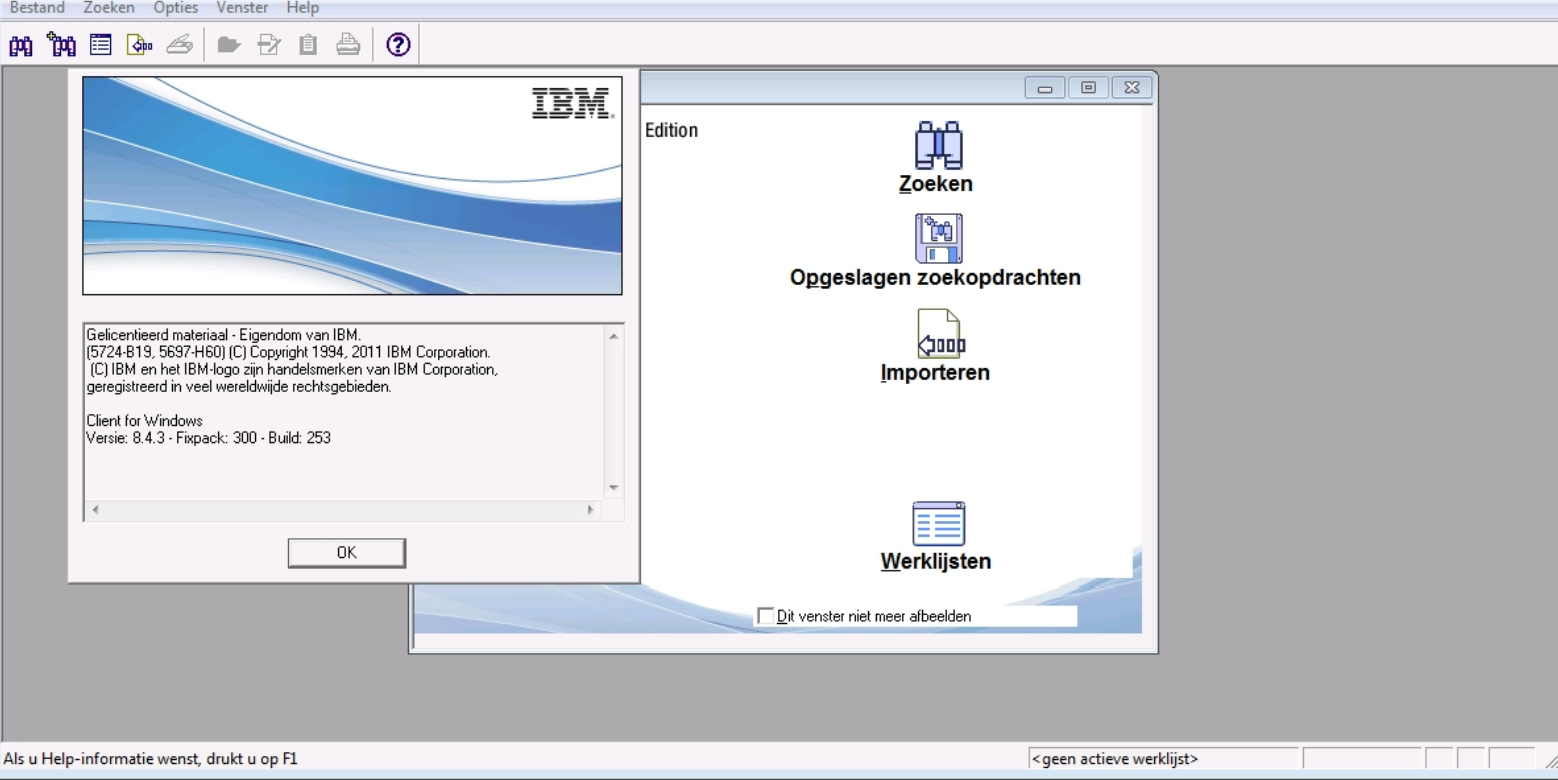 Bestand Zoeken Opties Venster Help
IBM.
Gelicentieerd materiaal - Eigendom van IBM.
(5724-B19, 5697-H60) (C) Copyright 1994, 2011 IBM Corporation.
(C) IBM en het IBM-logo zijn handelsmerken van IBM Corporation,
geregistreerd in veel wereldwijde rechtsgebieden.
Client for Windows
Versie: 8.4.3 - Fixpack: 300 - Build: 253
OK
Edition
Zoeken
Opgeslagen zoekopdrachten
Importeren
Werklijsten
Dit venster niet meer afbeelden
Als u Help-informatie wenst, drukt u op F1
<geen actieve werklijst>